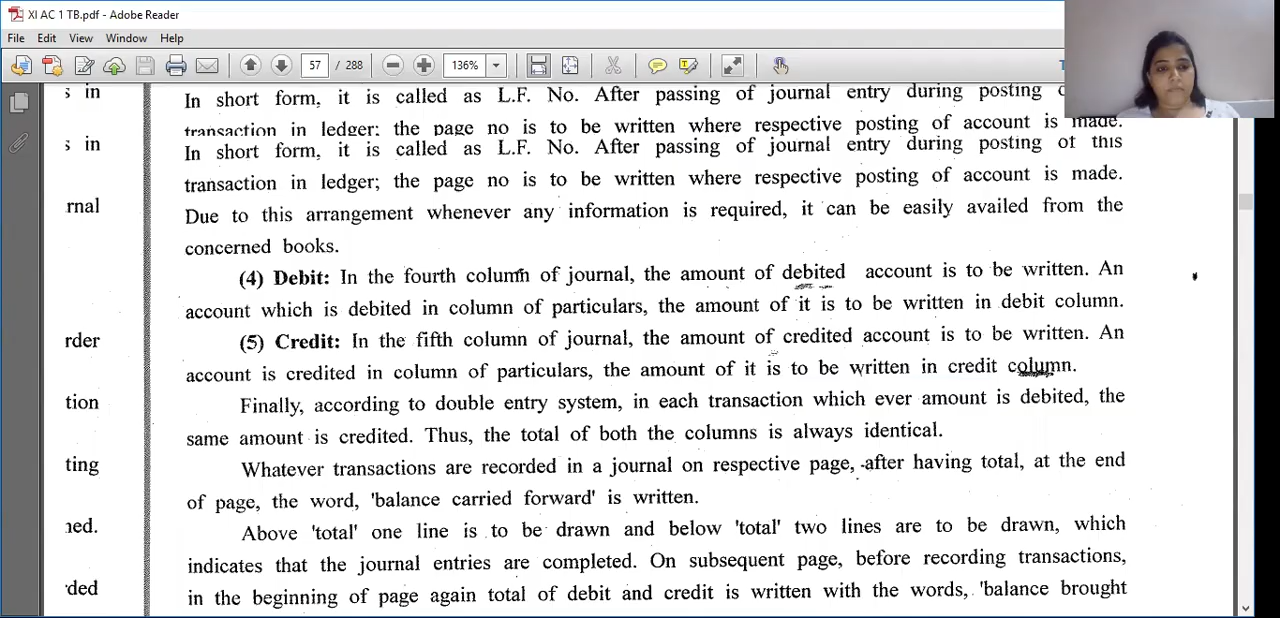 XI AC 1 TB.pdf - Adobe Reader
File Edit View Window Help
57 / 288 136%
s in
In short form, it is called as L.F. No. After passing of journal entry during posting
transaction in ledger; the page no is to be written where respective posting of account is made.
s in
In short form, it is called as L.F. No. After passing of journal entry during posting of this
transaction in ledger; the page no is to be written where respective posting of account is made.
rnal
Due to this arrangement whenever any information is required, it can be easily availed from the
concerned books.
(4) Debit: In the fourth column of journal, the amount of debited account is to be written. An
account which is debited in column of particulars, the amount of it is to be written in debit column.
rder
(5) Credit: In the fifth column of journal, the amount of credited account is to be written. An
account is credited in column of particulars, the amount of it is to be written in credit column.
tion
Finally, according to double entry system, in each transaction which ever amount is debited, the
same amount is credited. Thus, the total of both the columns is always identical.
ting
Whatever transactions are recorded in a journal on respective page, after having total, at the end
of page, the word, 'balance carried forward' is written.
ned.
Above 'total' one line is to be drawn and below 'total' two lines are to be drawn, which
indicates that the journal entries are completed. On subsequent page, before recording transactions,
rded
in the beginning of page again total of debit and credit is written with the words, 'balance brought